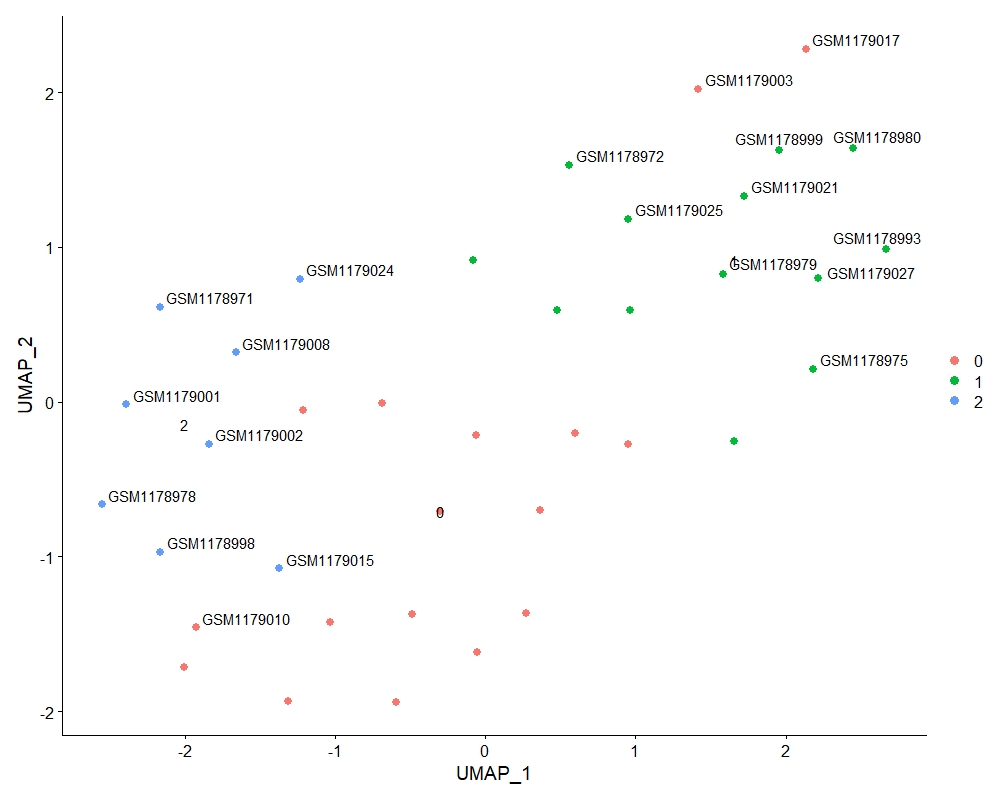 GSM1179017
GSM1179003
GSM1178999 GSM1178980
GSM1178972
GSM1179021
GSM1179025
GSM1178993
1
GSM1178979 GSM1179027
GSM1179024
GSM1178971
GSM1179008
GSM1178975
GSM1179001
2
GSM1179002
GSM1178978
0
GSM1178998
GSM1179015
GSM1179010
UMAP_2
2
1
0
-1
-2
-2 -1 0 1 2
UMAP_1
0
1
2